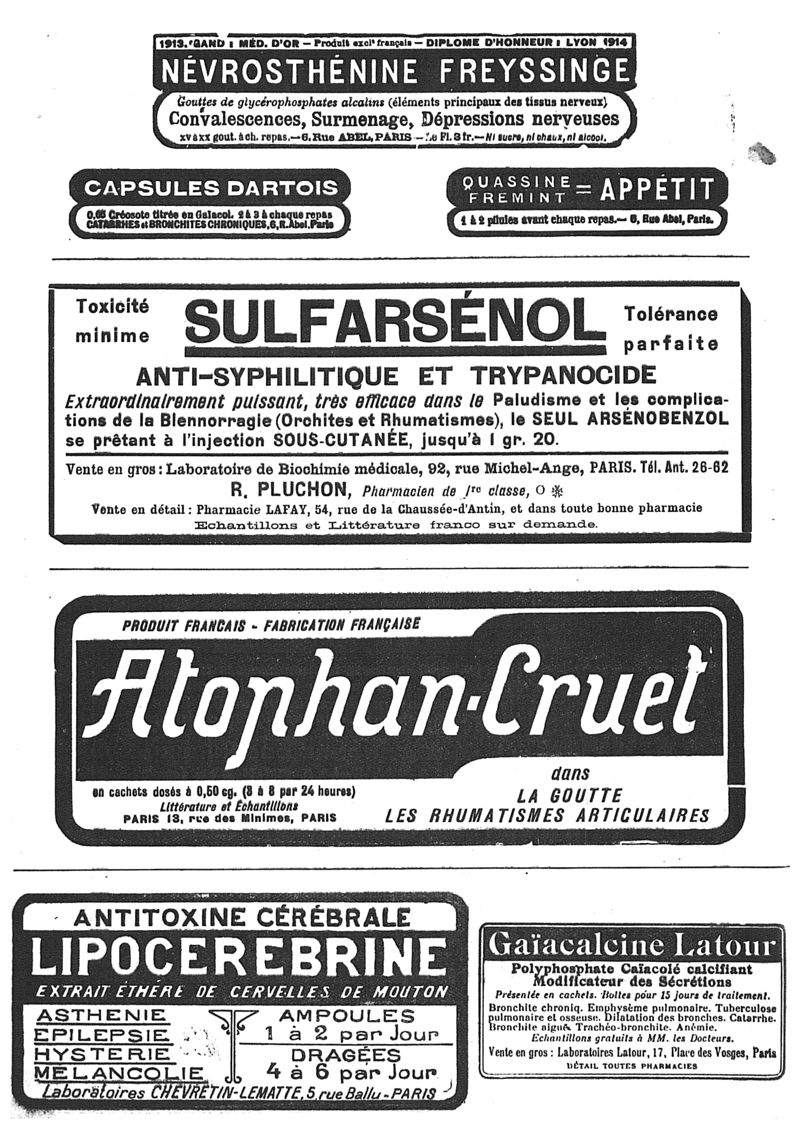 1913. GAND : MÉD. D'OR — Produit excl¹ français — DIPLOME D'HONNEUR : LYON 1914
NÉVROSTHÉNINE FREYSSINGE
Gouttes de glycérophosphates alcalins (éléments principaux des tissus nerveux)
Convalescences, Surmenage, Dépressions nerveuses
xv à xx gout. à ch. repas. — 6, Rue ABEL, PARIS — Le Fl. 3 fr. — Ni sucre, ni chaux, ni alcool.
CAPSULES DARTOIS
0,05 Créosote titrée en Gaïacol. 2 à 3 à chaque repas
CATARRHES et BRONCHITES CHRONIQUES, 6, R. Abel, Paris
QUASSINE FREMINT = APPÉTIT
1 à 2 pilules avant chaque repas. — 6, Rue Abel, Paris.
Toxicité minime
SULFARSÉNOL
Tolérance parfaite
ANTI-SYPHILITIQUE ET TRYPANOCIDE
Extraordinairement puissant, très efficace dans le Paludisme et les complica-
tions de la Blennorragie (Orchites et Rhumatismes), le SEUL ARSÉNOBENZOL
se prêtant à l'injection SOUS-CUTANÉE, jusqu'à 1 gr. 20.
Vente en gros : Laboratoire de Biochimie médicale, 92, rue Michel-Ange, PARIS. Tél. Ant. 26-62
R. PLUCHON, Pharmacien de 1re classe, O ✻
Vente en détail : Pharmacie LAFAY, 54, rue de la Chaussée-d'Antin, et dans toute bonne pharmacie
Echantillons et Littérature franco sur demande.
PRODUIT FRANCAIS - FABRICATION FRANÇAISE
Atophan-Cruet
en cachets dosés à 0,50 cg. (3 à 8 par 24 heures)
Littérature et Échantillons
PARIS 13, rue des Minimes, PARIS
dans
LA GOUTTE
LES RHUMATISMES ARTICULAIRES
ANTITOXINE CÉRÉBRALE
LIPOCEREBRINE
EXTRAIT ÉTHÉRÉ DE CERVELLES DE MOUTON
ASTHENIE
EPILEPSIE
HYSTERIE
MELANCOLIE
AMPOULES
1 à 2 par Jour
DRAGÉES
4 à 6 par Jour
Laboratoires CHEVRETIN-LEMATTE, 5, rue Ballu - PARIS
Gaïacalcine Latour
Polyphosphate Gaïacolé calcifiant
Modificateur des Sécrétions
Présentée en cachets. Boîtes pour 15 jours de traitement.
Bronchite chroniq. Emphysème pulmonaire. Tuberculose
pulmonaire et osseuse. Dilatation des bronches. Catarrhe.
Bronchite aiguë. Trachéo-bronchite. Anémie.
Echantillons gratuits à MM. les Docteurs.
Vente en gros : Laboratoires Latour, 17, Place des Vosges, Paris
DÉTAIL TOUTES PHARMACIES